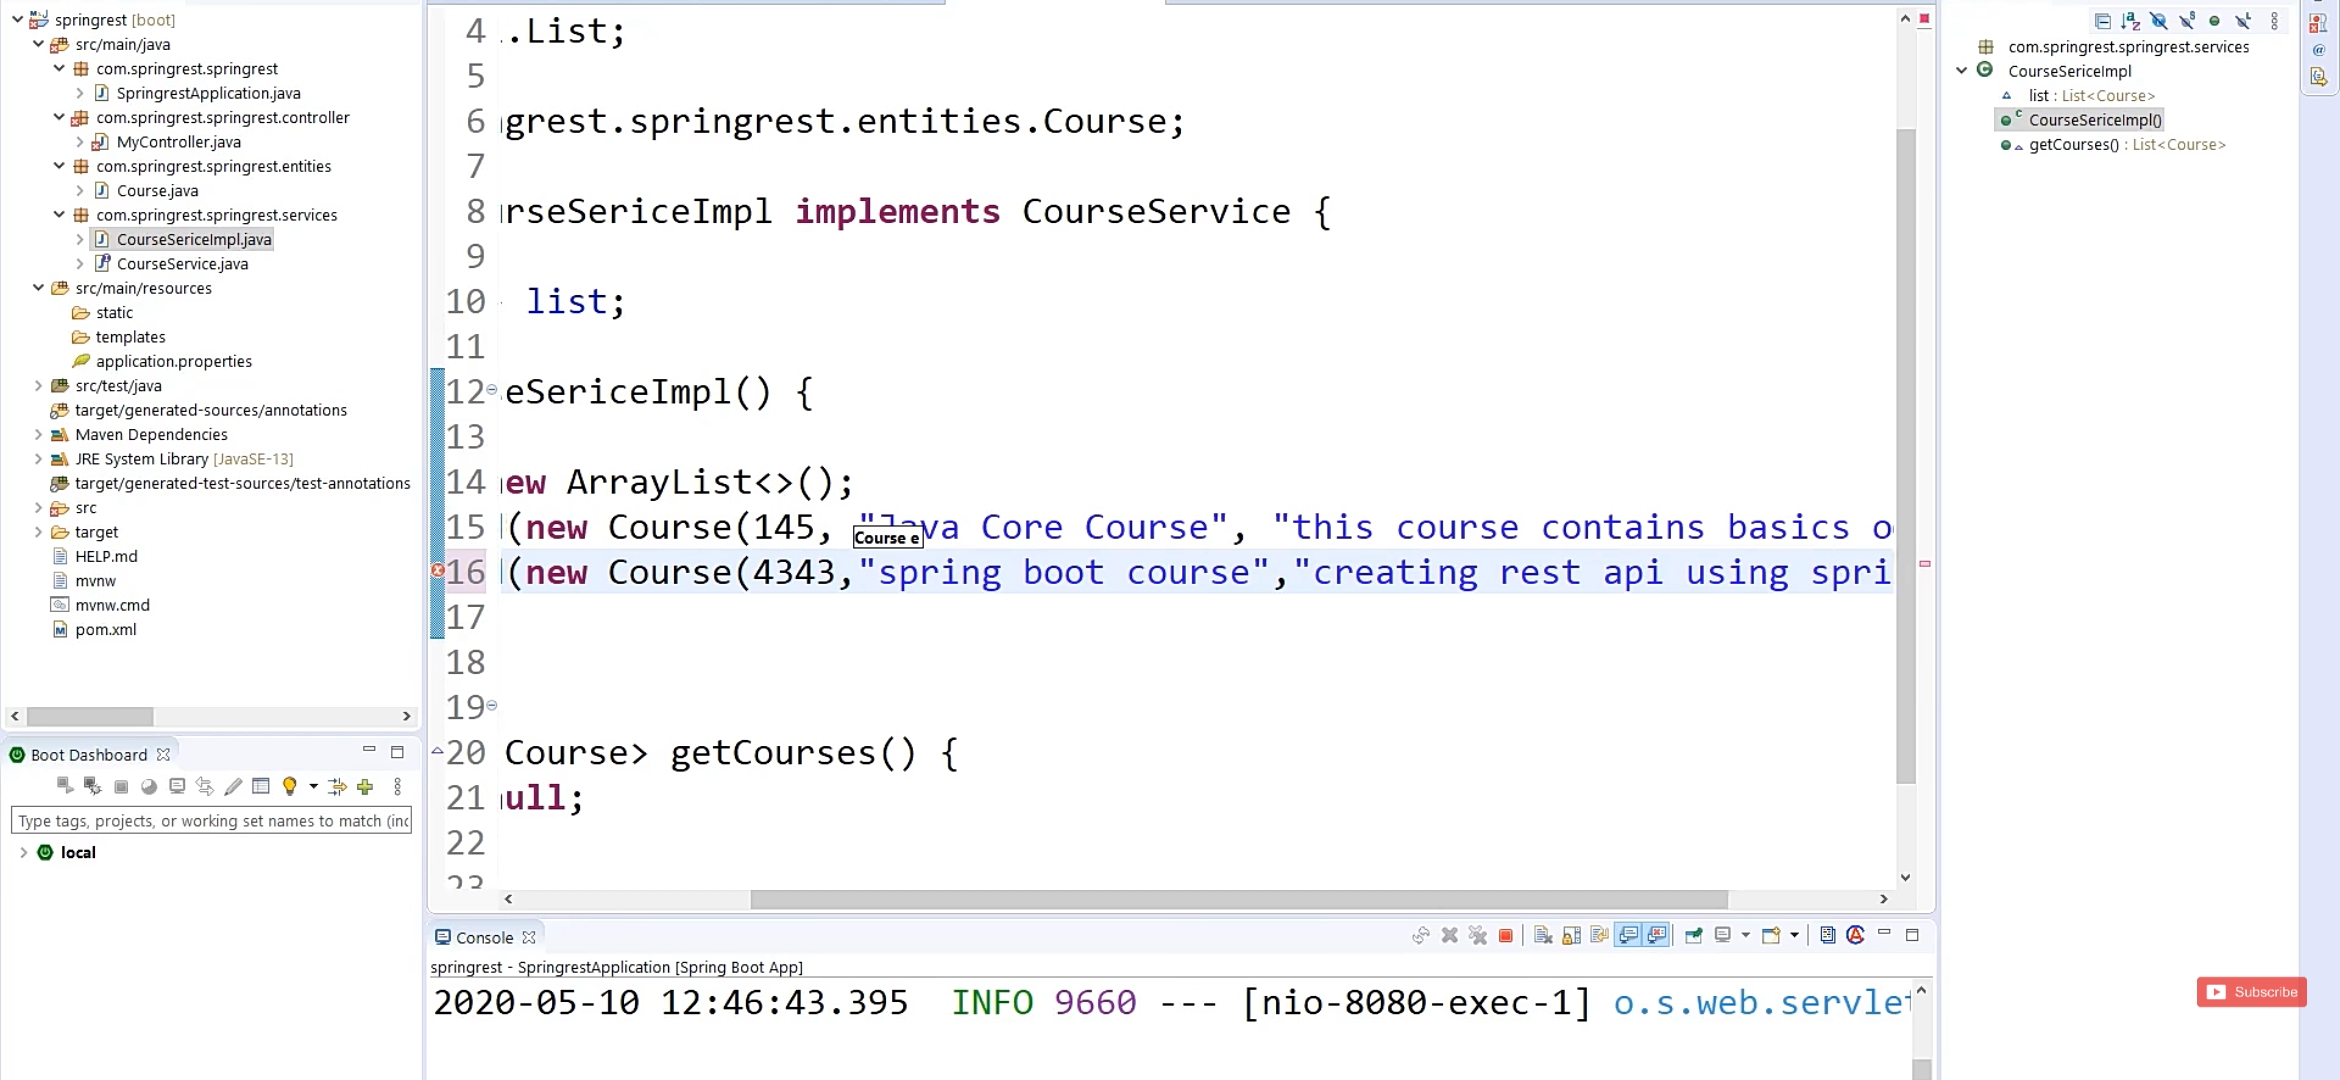 springrest [boot]
src/main/java
com.springrest.springrest
SpringrestApplication.java
com.springrest.springrest.controller
MyController.java
com.springrest.springrest.entities
Course.java
com.springrest.springrest.services
CourseSericeImpl.java
CourseService.java
src/main/resources
static
templates
application.properties
src/test/java
target/generated-sources/annotations
Maven Dependencies
JRE System Library [JavaSE-13]
target/generated-test-sources/test-annotations
src
target
HELP.md
mvnw
mvnw.cmd
pom.xml
Boot Dashboard
Type tags, projects, or working set names to match (inc
local
4 .List;
5
6 grest.springrest.entities.Course;
7
8 rseSericeImpl implements CourseService {
9
10 list;
11
12 eSericeImpl() {
13
14 ew ArrayList<>();
15 (new Course(145, "Java Core Course", "this course contains basics o
Course e
16 (new Course(4343,"spring boot course","creating rest api using spri
17
18
19
20 Course> getCourses() {
21 ull;
22
23
Console
springrest - SpringrestApplication [Spring Boot App]
2020-05-10 12:46:43.395 INFO 9660 --- [nio-8080-exec-1] o.s.web.servlet
com.springrest.springrest.services
CourseSericeImpl
list : List<Course>
CourseSericeImpl()
getCourses() : List<Course>
Subscribe